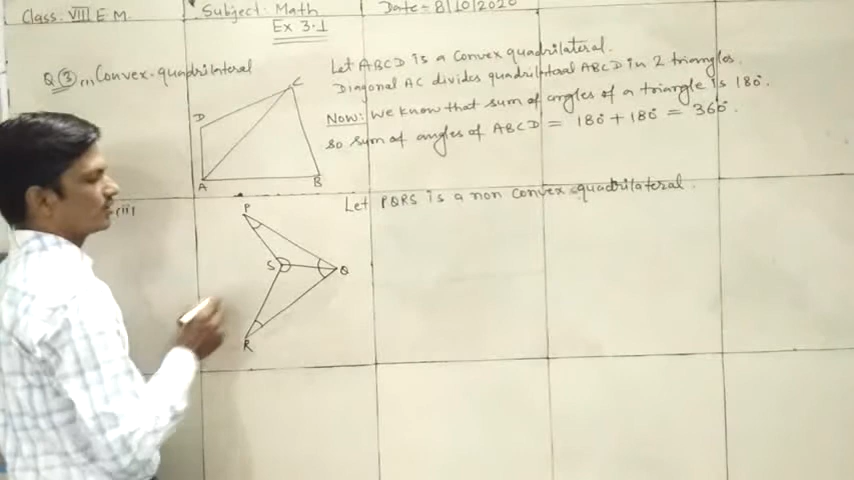 Class. VIII E M.
Subject. Math
Date = 8/10/2020
Ex 3.1
Q ③ (i) Convex-quadrilateral
Let ABCD is a Convex quadrilateral.
Diagonal AC divides quadrilateral ABCD in 2 triangles.
Now: We know that sum of angles of a triangle is 180°.
so sum of angles of ABCD = 180° + 180° = 360°.
D
C
A
B
(ii)
Let PQRS is a non convex quadrilateral.
P
S
Q
R